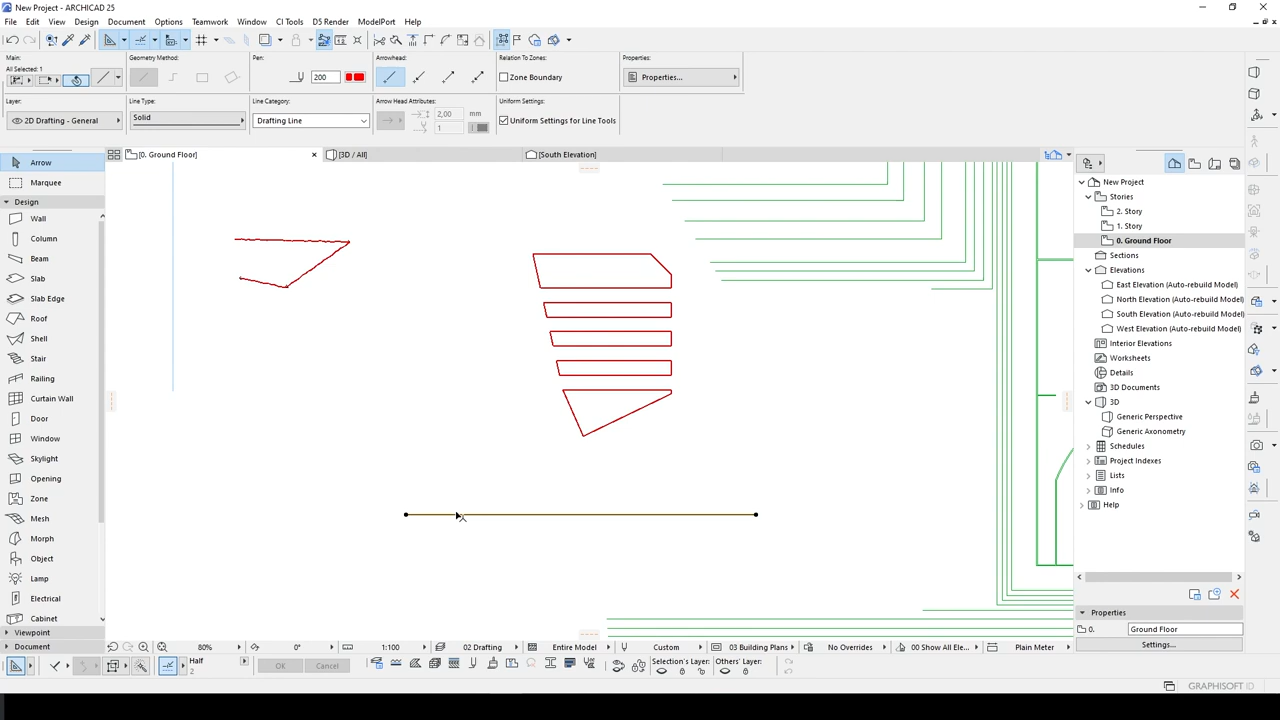 New Project - ARCHICAD 25
File Edit View Design Document Options Teamwork Window CI Tools D5 Render ModelPort Help
Main:
All Selected: 1
Geometry Method:
Pen:
200
Arrowhead:
Relation To Zones:
Zone Boundary
Properties:
Properties...
Layer:
2D Drafting - General
Line Type:
Solid
Line Category:
Drafting Line
Arrow Head Attributes:
2,00 mm
1
Uniform Settings:
Uniform Settings for Line Tools
[0. Ground Floor]
[3D / All]
[South Elevation]
Arrow
Marquee
Design
Wall
Column
Beam
Slab
Slab Edge
Roof
Shell
Stair
Railing
Curtain Wall
Door
Window
Skylight
Opening
Zone
Mesh
Morph
Object
Lamp
Electrical
Cabinet
Viewpoint
Document
New Project
Stories
2. Story
1. Story
0. Ground Floor
Sections
Elevations
East Elevation (Auto-rebuild Model)
North Elevation (Auto-rebuild Model)
South Elevation (Auto-rebuild Model)
West Elevation (Auto-rebuild Model)
Interior Elevations
Worksheets
Details
3D Documents
3D
Generic Perspective
Generic Axonometry
Schedules
Project Indexes
Lists
Info
Help
Properties
0. Ground Floor
Settings...
80% 0° 1:100 02 Drafting Entire Model Custom 03 Building Plans No Overrides 00 Show All Ele... Plain Meter
Half
2
OK
Cancel
Selection's Layer:
Others' Layer:
GRAPHISOFT ID